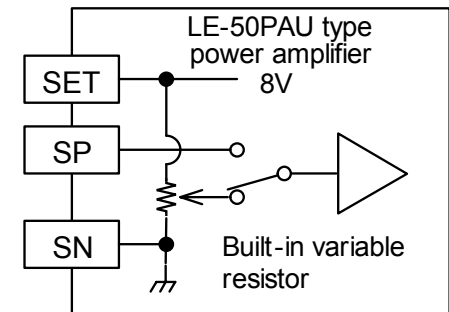 LE-50PAU type
power amplifier
8V
SET
SP
SN
Built-in variable
resistor